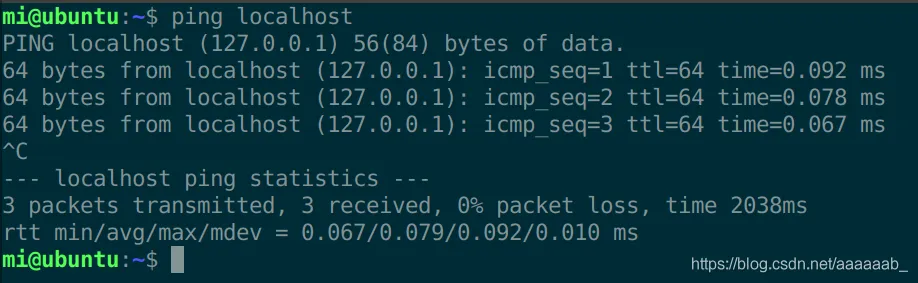 mi@ubuntu:~$ ping localhost
PING localhost (127.0.0.1) 56(84) bytes of data.
64 bytes from localhost (127.0.0.1): icmp_seq=1 ttl=64 time=0.092 ms
64 bytes from localhost (127.0.0.1): icmp_seq=2 ttl=64 time=0.078 ms
64 bytes from localhost (127.0.0.1): icmp_seq=3 ttl=64 time=0.067 ms
^C
--- localhost ping statistics ---
3 packets transmitted, 3 received, 0% packet loss, time 2038ms
rtt min/avg/max/mdev = 0.067/0.079/0.092/0.010 ms
mi@ubuntu:~$
https://blog.csdn.net/aaaaaab_